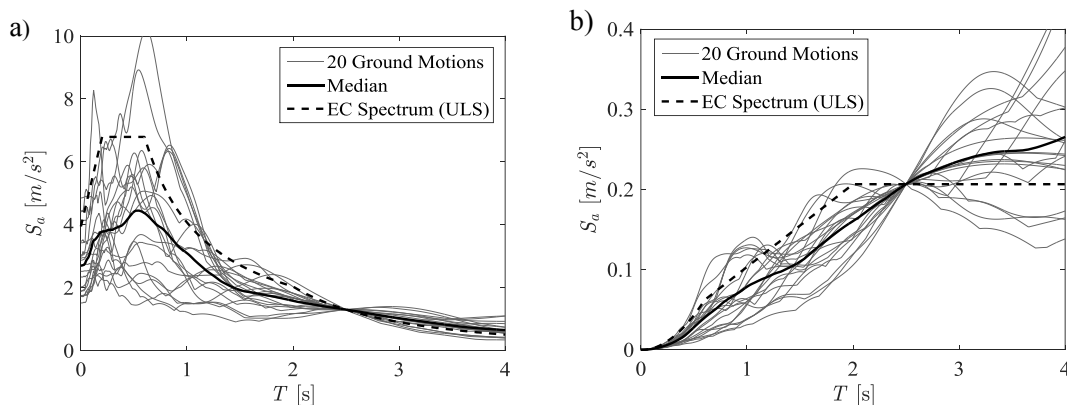 a)
10
8
6
4
2
0
S_a [m/s^2]
20 Ground Motions
Median
EC Spectrum (ULS)
0 1 2 3 4
T [s]
b)
0.4
0.3
0.2
0.1
0
S_a [m/s^2]
20 Ground Motions
Median
EC Spectrum (ULS)
0 1 2 3 4
T [s]